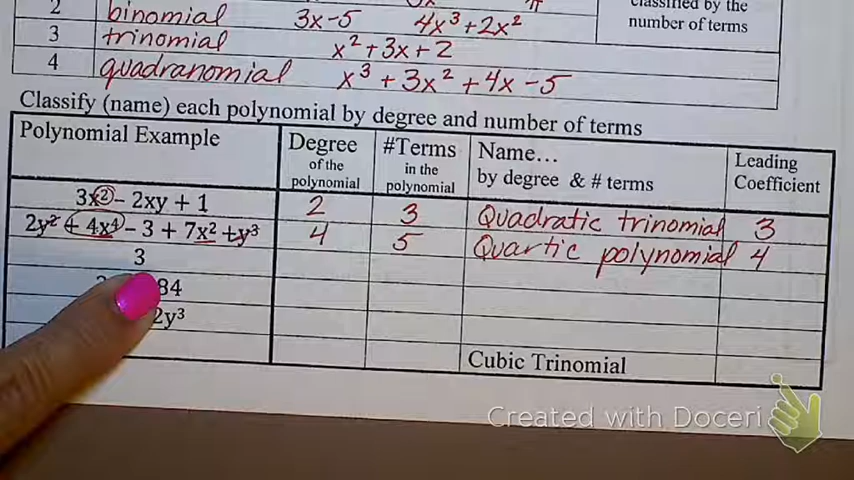 classified by the
2 binomial 3x-5 4x³+2x² number of terms
3 trinomial x²+3x+2
4 quadranomial x³+3x²+4x-5
Classify (name) each polynomial by degree and number of terms
Polynomial Example Degree of the polynomial #Terms in the polynomial Name… by degree & # terms Leading Coefficient
3x² - 2xy + 1 2 3 Quadratic trinomial 3
2y² + 4x⁴ - 3 + 7x² + y³ 4 5 Quartic polynomial 4
3
84
2y³
Cubic Trinomial
Created with Doceri